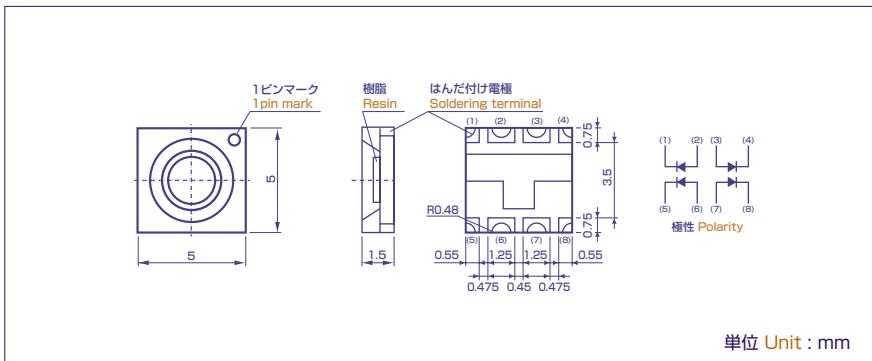 1ピンマーク
1pin mark
樹脂
Resin
はんだ付け電極
Soldering terminal
(1) (2) (3) (4)
0.75
5
3.5
R0.48
0.75
(5) (6) (7) (8)
5
1.5
0.55 1.25 1.25 0.55
0.475 0.45 0.475
(1) (2) (3) (4)
(5) (6) (7) (8)
極性 Polarity
単位 Unit : mm